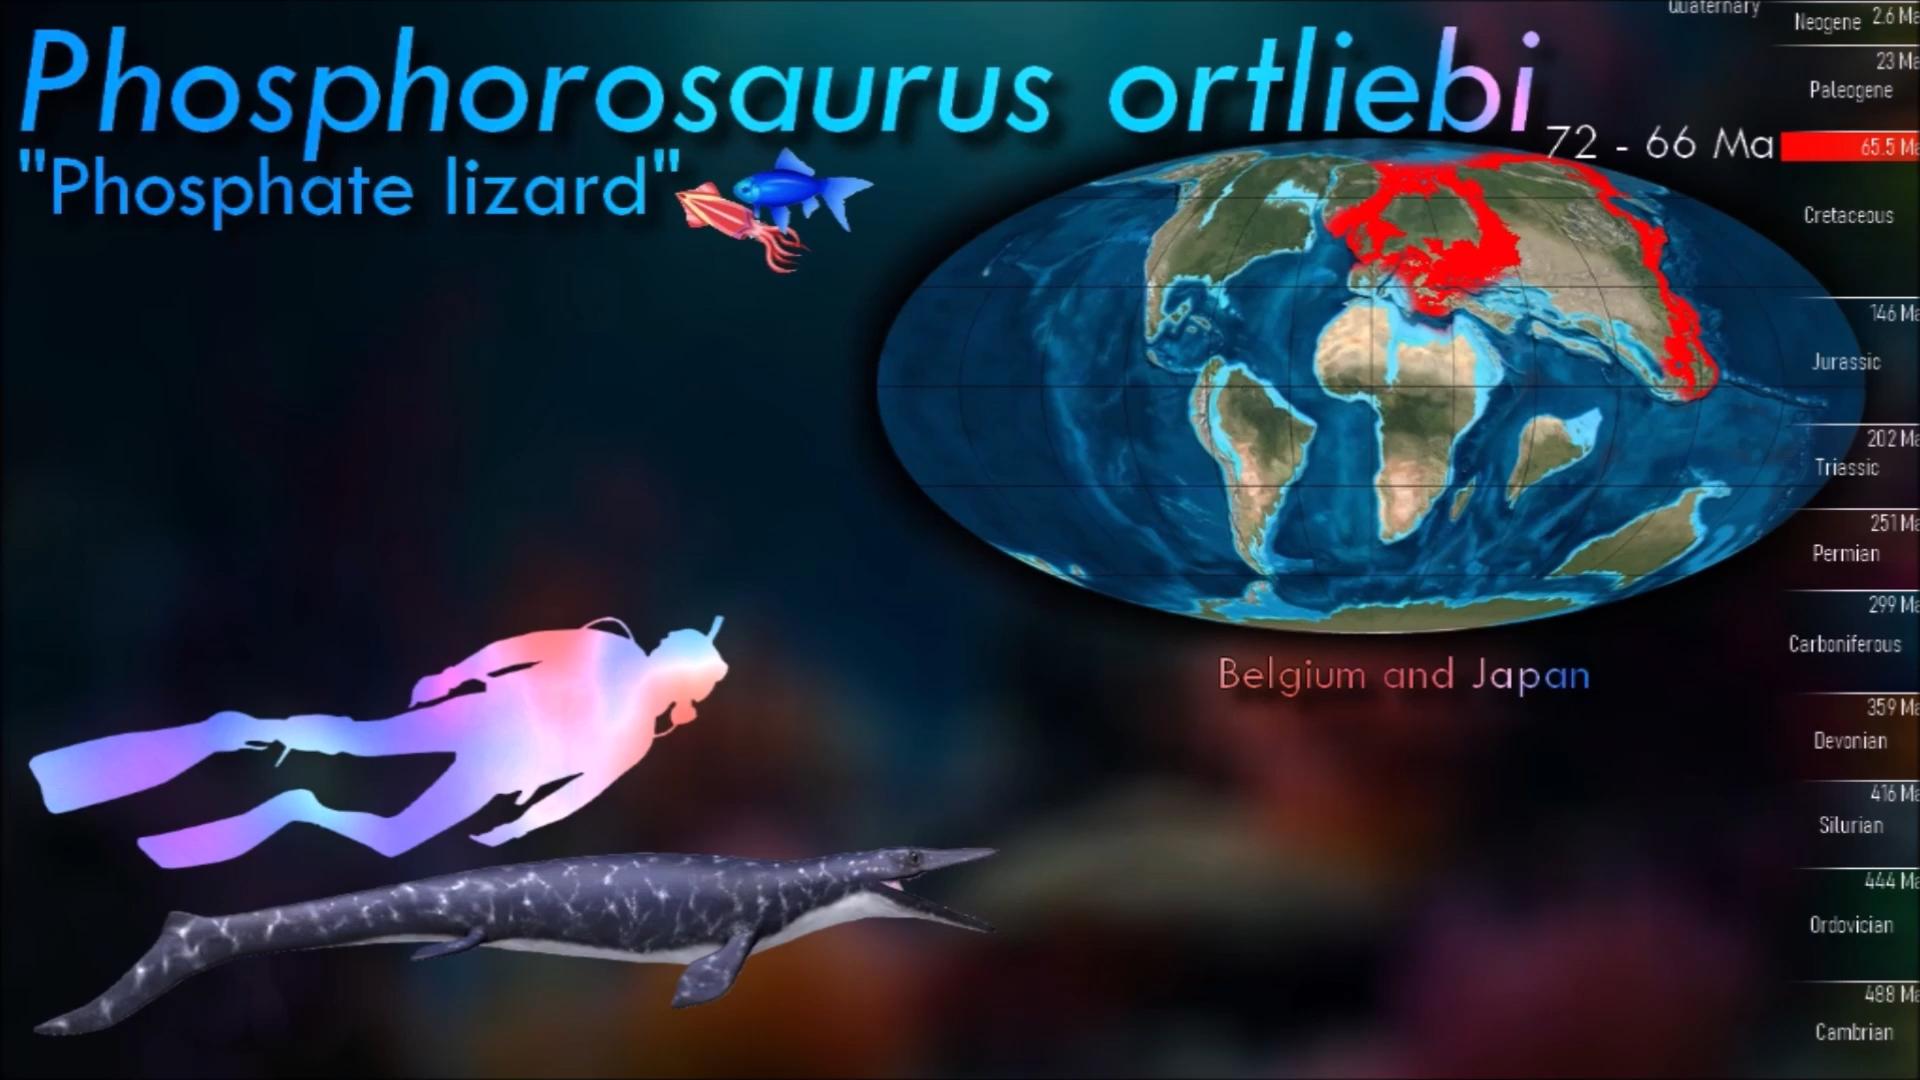 Phosphorosaurus ortliebi
"Phosphate lizard"
72 - 66 Ma
Belgium and Japan
Quaternary
2.6 Ma
Neogene
23 Ma
Paleogene
65.5 Ma
Cretaceous
146 Ma
Jurassic
202 Ma
Triassic
251 Ma
Permian
299 Ma
Carboniferous
359 Ma
Devonian
416 Ma
Silurian
444 Ma
Ordovician
488 Ma
Cambrian